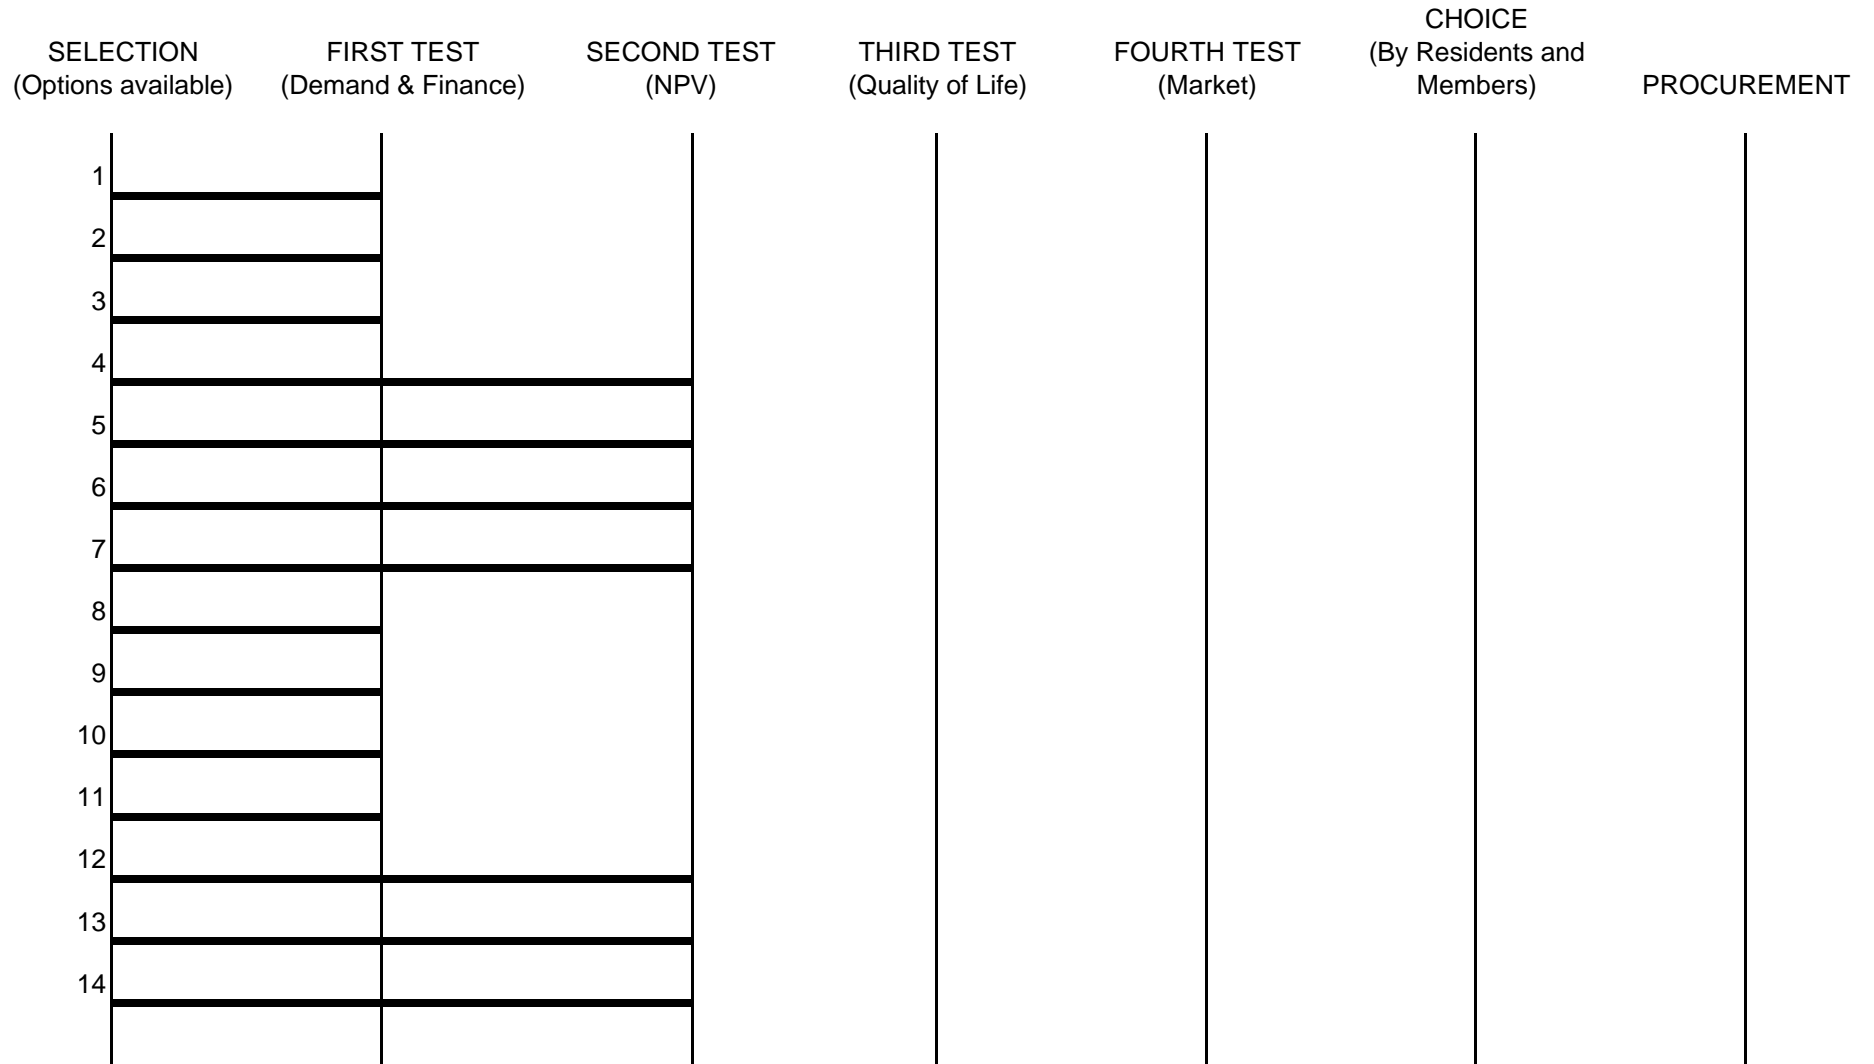 SELECTION
(Options available)
FIRST TEST
(Demand & Finance)
SECOND TEST
(NPV)
THIRD TEST
(Quality of Life)
FOURTH TEST
(Market)
CHOICE
(By Residents and
Members)
PROCUREMENT
1
2
3
4
5
6
7
8
9
10
11
12
13
14